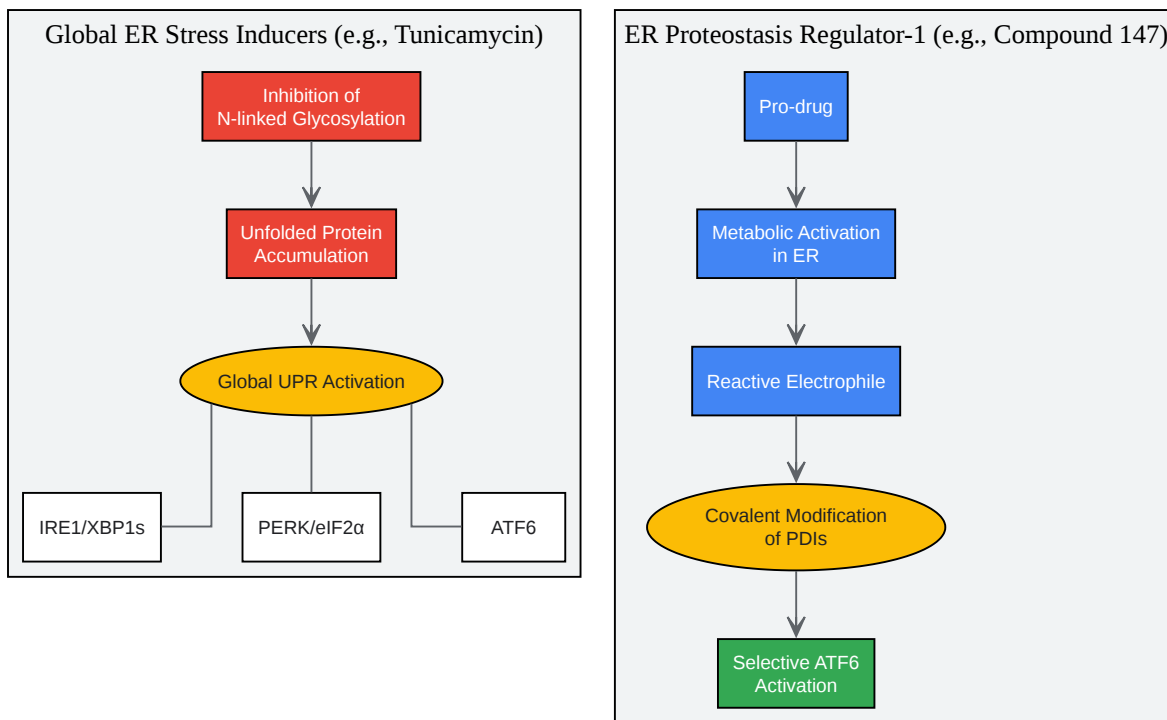 Global ER Stress Inducers (e.g., Tunicamycin)
Inhibition of
N-linked Glycosylation
Unfolded Protein
Accumulation
Global UPR Activation
IRE1/XBP1s
PERK/eIF2α
ATF6
ER Proteostasis Regulator-1 (e.g., Compound 147)
Pro-drug
Metabolic Activation
in ER
Reactive Electrophile
Covalent Modification
of PDIs
Selective ATF6
Activation